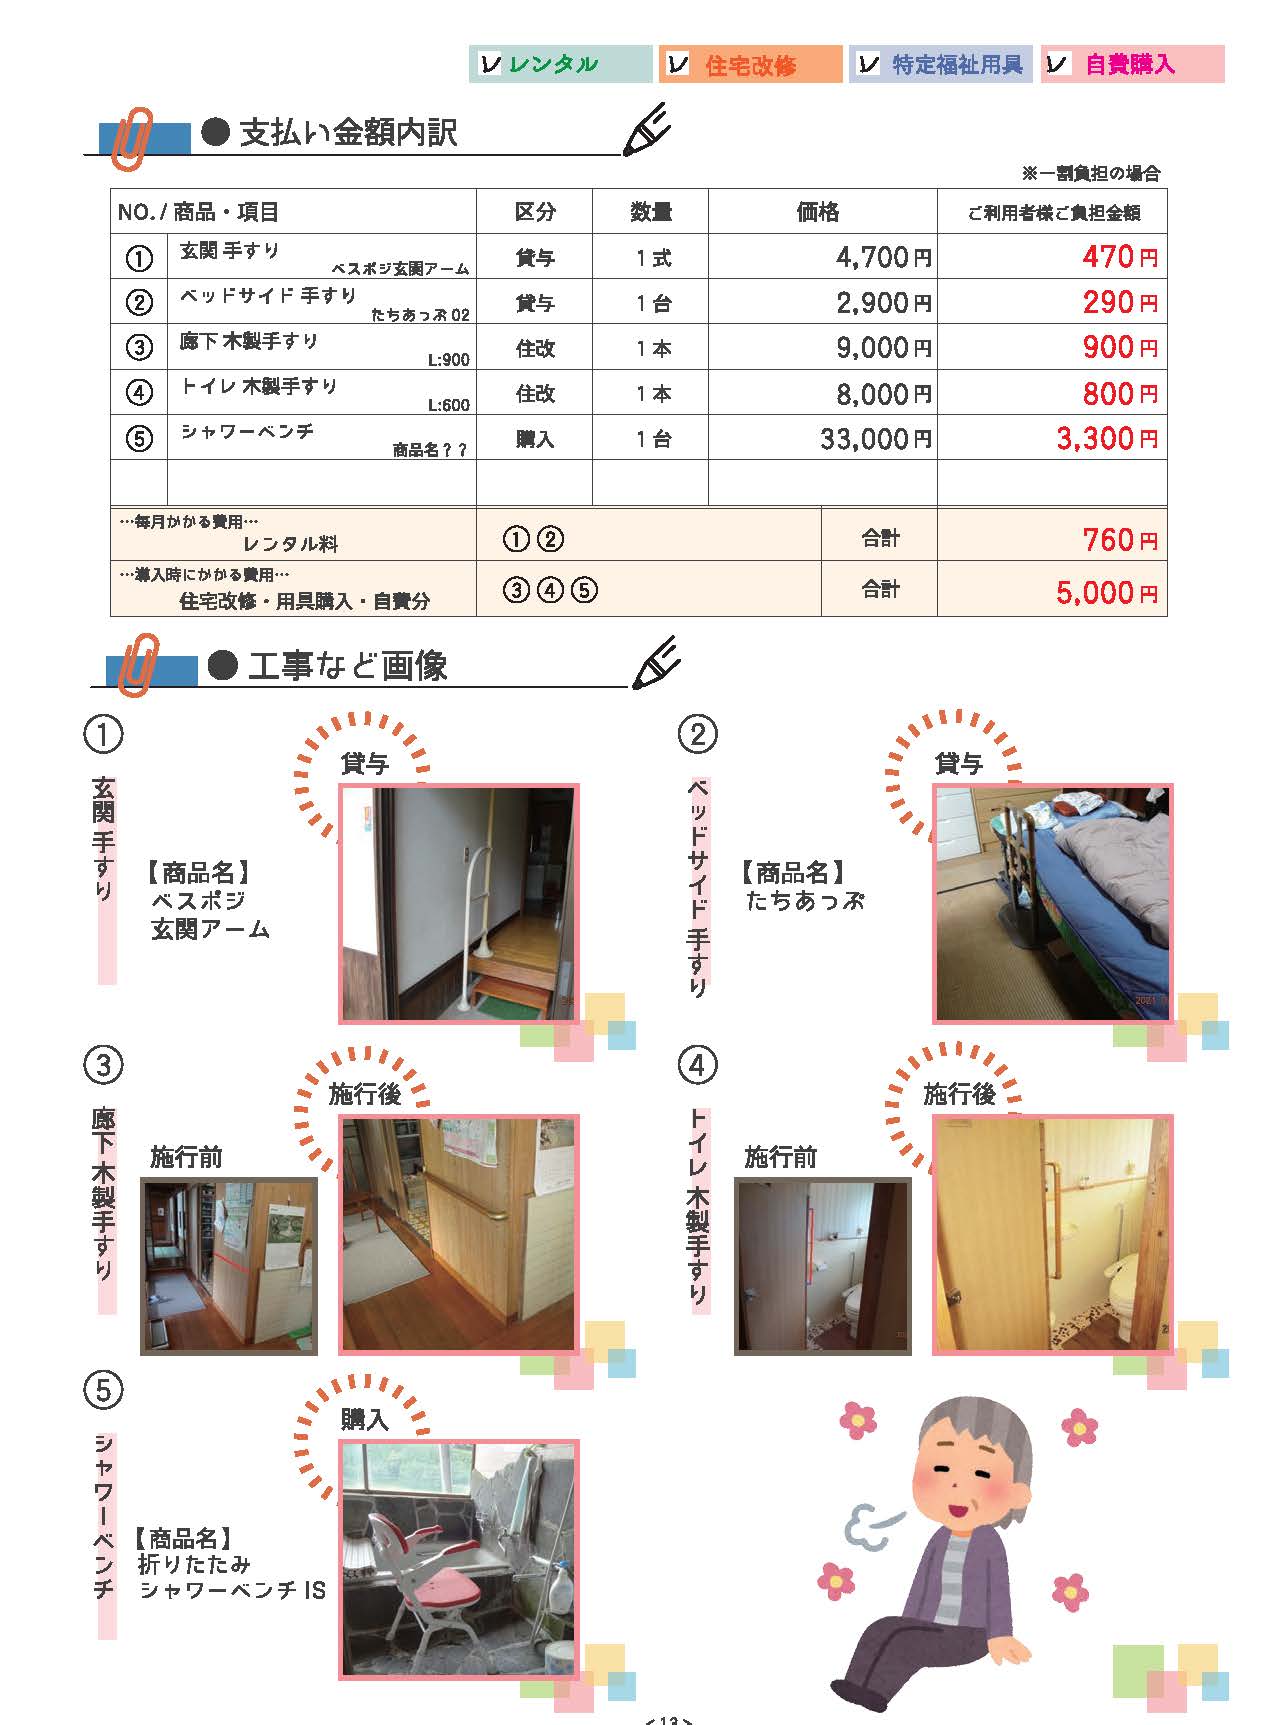 レ レンタル レ 住宅改修 レ 特定福祉用具 レ 自費購入
● 支払い金額内訳
※一割負担の場合
NO. / 商品・項目 区分 数量 価格 ご利用者様ご負担金額
① 玄関 手すり ベスポジ玄関アーム 貸与 1 式 4,700円 470円
② ベッドサイド 手すり たちあっぷ 02 貸与 1 台 2,900円 290円
③ 廊下 木製手すり L:900 住改 1 本 9,000円 900円
④ トイレ 木製手すり L:600 住改 1 本 8,000円 800円
⑤ シャワーベンチ 商品名？？ 購入 1 台 33,000円 3,300円
…毎月かかる費用…
レンタル料 ①② 合計 760円
…導入時にかかる費用…
住宅改修・用具購入・自費分 ③④⑤ 合計 5,000円
● 工事など画像
①
玄関 手すり
貸与
【商品名】
ベスポジ
玄関アーム
②
ベッドサイド 手すり
貸与
【商品名】
たちあっぷ
③
廊下 木製手すり
施行前
施行後
④
トイレ 木製手すり
施行前
施行後
⑤
シャワーベンチ
購入
【商品名】
折りたたみ
シャワーベンチ IS
＜13＞